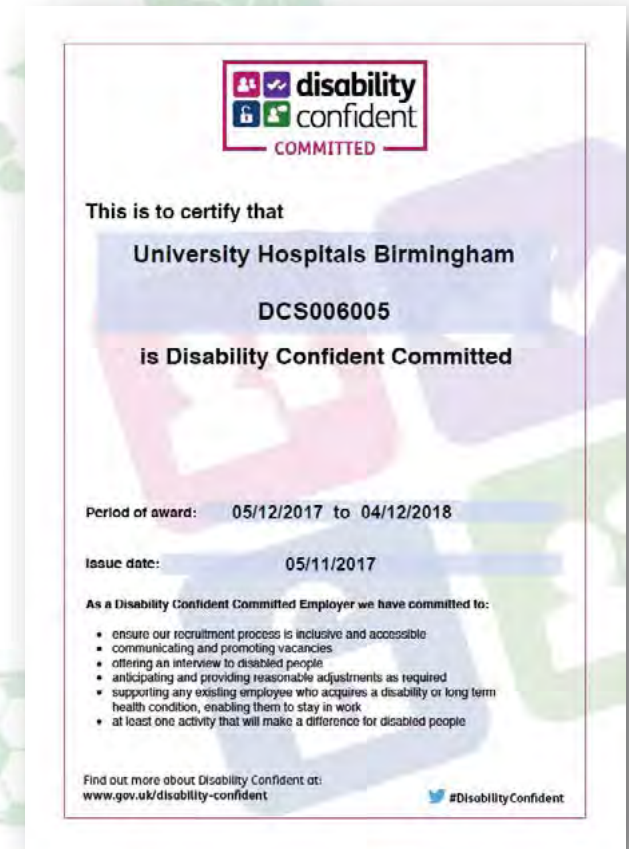 disability
confident
COMMITTED
This is to certify that
University Hospitals Birmingham
DCS006005
is Disability Confident Committed
Period of award: 05/12/2017 to 04/12/2018
Issue date: 05/11/2017
As a Disability Confident Committed Employer we have committed to:
• ensure our recruitment process is inclusive and accessible
• communicating and promoting vacancies
• offering an interview to disabled people
• anticipating and providing reasonable adjustments as required
• supporting any existing employee who acquires a disability or long term
health condition, enabling them to stay in work
• at least one activity that will make a difference for disabled people
Find out more about Disability Confident at:
www.gov.uk/disability-confident
#DisabilityConfident